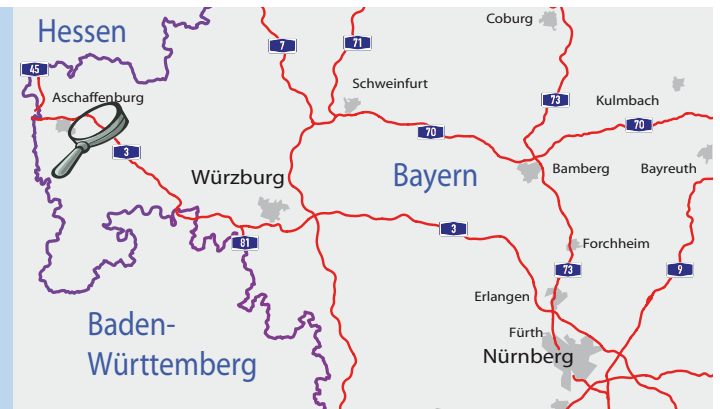 Coburg
Hessen
7
71
45
Schweinfurt
Aschaffenburg
73
Kulmbach
70
70
3
Würzburg
Bayern
Bamberg
Bayreuth
81
3
Forchheim
73
9
Erlangen
Baden-
Württemberg
Fürth
Nürnberg